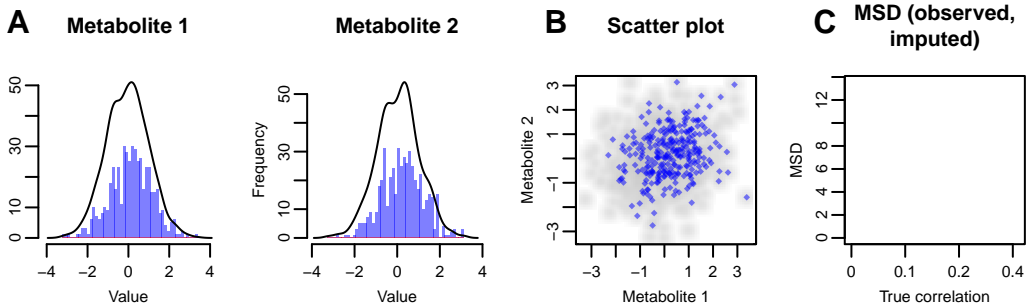 A
Metabolite 1
50
30
10
0
−4
−2
0
2
4
Value
Metabolite 2
Frequency
50
30
10
0
−4
−2
0
2
4
Value
B
Scatter plot
Metabolite 2
3
1
−1
−3
−3
−1
1
2
3
Metabolite 1
C
MSD (observed,
imputed)
MSD
12
8
6
4
2
0
0
0.1
0.2
0.4
True correlation